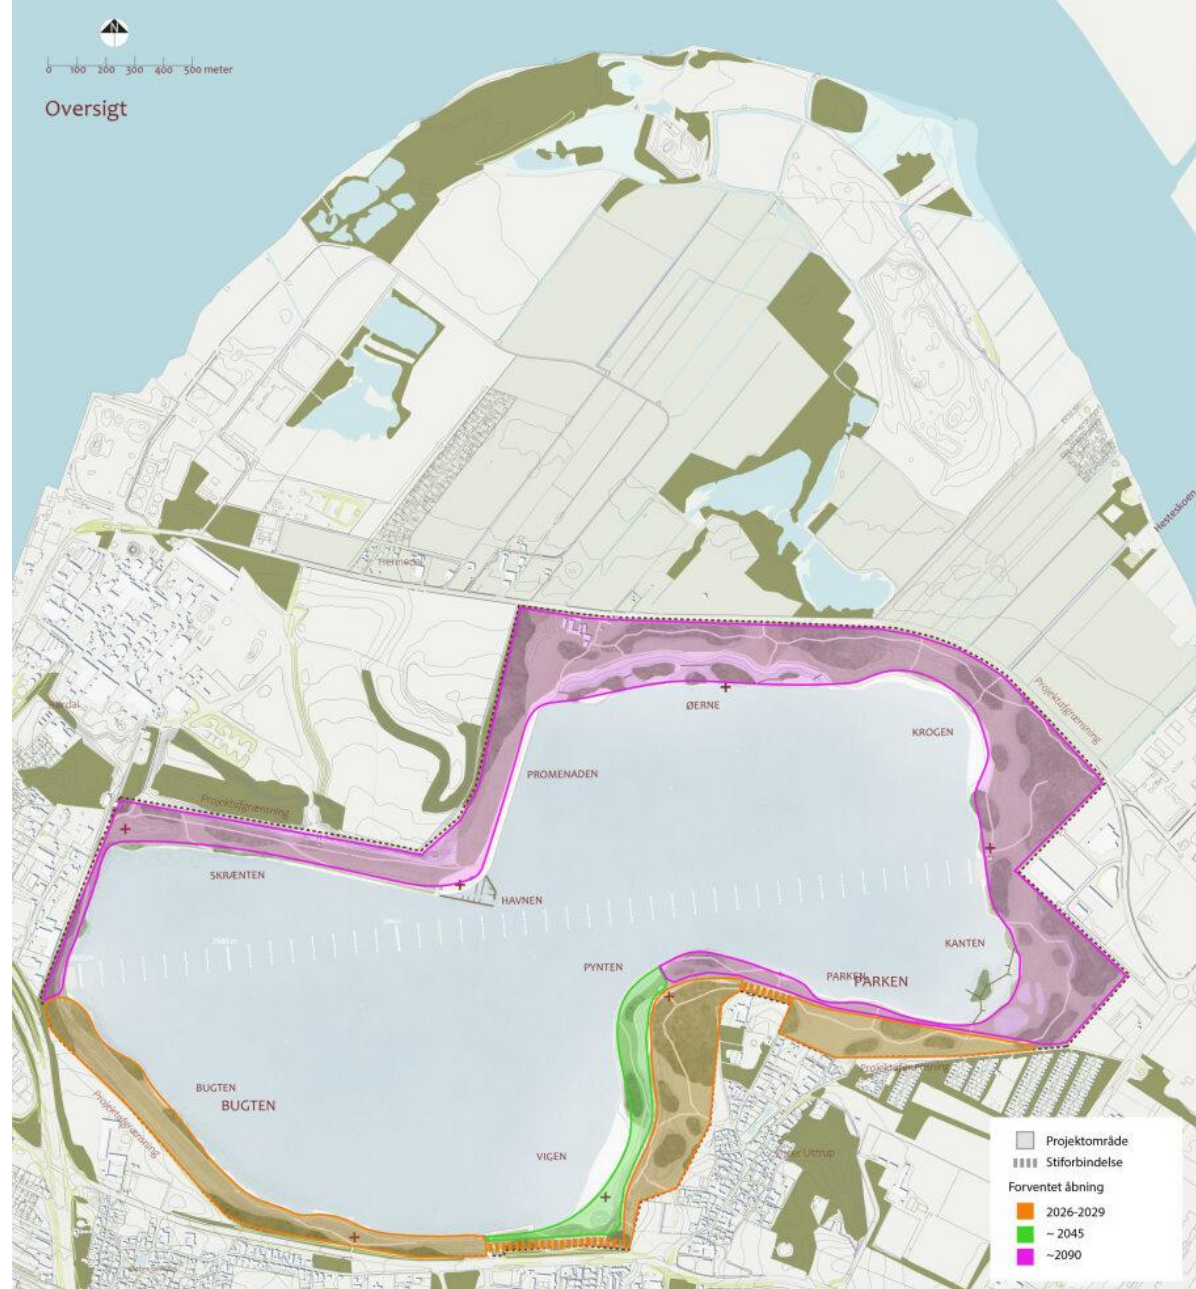 N
0 100 200 300 400 500 meter
Oversigt
Hesteskoen
Projektafgrænsning
ØERNE
KROGEN
PROMENADEN
Projektafgrænsning
SKRÆNTEN
HAVNEN
KANTEN
PYNTEN
PARKEN
PARKEN
BUGTEN
BUGTEN
Projektafgrænsning
Projektafgrænsning
VIGEN
Uttrup
Projektområde
Stiforbindelse
Forventet åbning
2026-2029
~ 2045
~2090